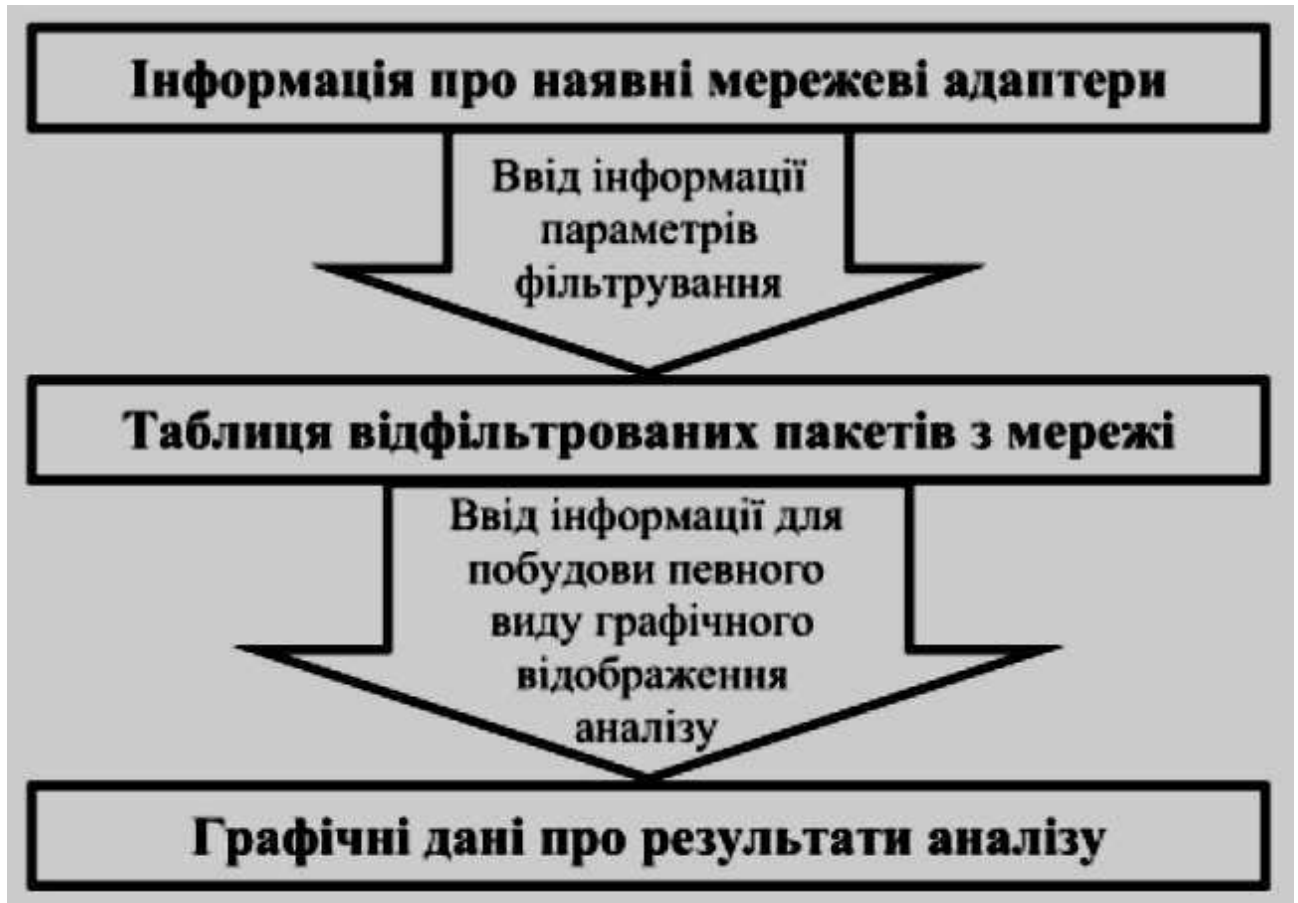 Інформація про наявні мережеві адаптери
Ввід інформації
параметрів
фільтрування
Таблиця відфільтрованих пакетів з мережі
Ввід інформації для
побудови певного
виду графічного
відображення
аналізу
Графічні дані про результати аналізу